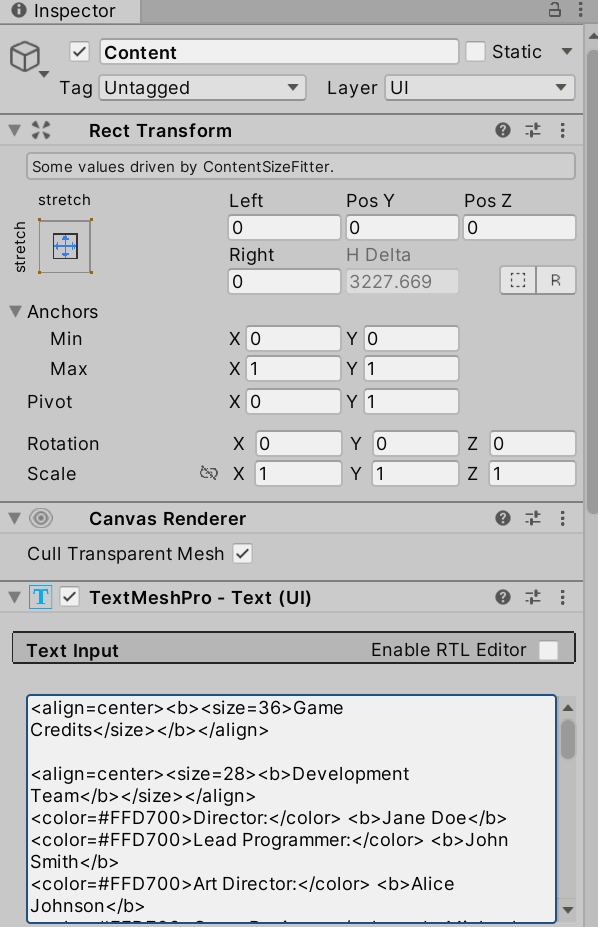 Inspector
Content
Static
Tag Untagged Layer UI
Rect Transform
Some values driven by ContentSizeFitter.
stretch
stretch
Left Pos Y Pos Z
0 0 0
Right H Delta
0 3227.669 R
Anchors
Min X 0 Y 0
Max X 1 Y 1
Pivot X 0 Y 1
Rotation X 0 Y 0 Z 0
Scale X 1 Y 1 Z 1
Canvas Renderer
Cull Transparent Mesh
T TextMeshPro - Text (UI)
Text Input Enable RTL Editor
<align=center><b><size=36>Game
Credits</size></b></align>
<align=center><size=28><b>Development
Team</b></size></align>
<color=#FFD700>Director:</color> <b>Jane Doe</b>
<color=#FFD700>Lead Programmer:</color> <b>John
Smith</b>
<color=#FFD700>Art Director:</color> <b>Alice
Johnson</b>